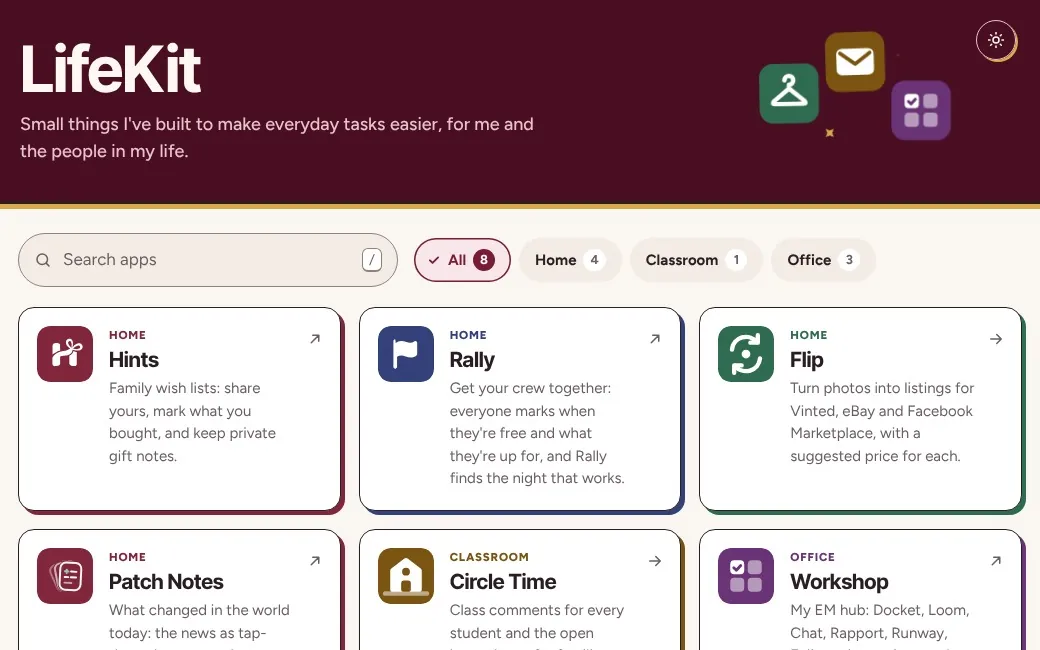 LifeKit
Small things I've built to make everyday tasks easier, for me and
the people in my life.
Search apps /
All 8
Home 4
Classroom 1
Office 3
HOME
Hints
Family wish lists: share
yours, mark what you
bought, and keep private
gift notes.
HOME
Rally
Get your crew together:
everyone marks when
they're free and what
they're up for, and Rally
finds the night that works.
HOME
Flip
Turn photos into listings for
Vinted, eBay and Facebook
Marketplace, with a
suggested price for each.
HOME
Patch Notes
What changed in the world
today: the news as tap-
CLASSROOM
Circle Time
Class comments for every
student and the open
OFFICE
Workshop
My EM hub: Docket, Loom,
Chat, Rapport, Runway,